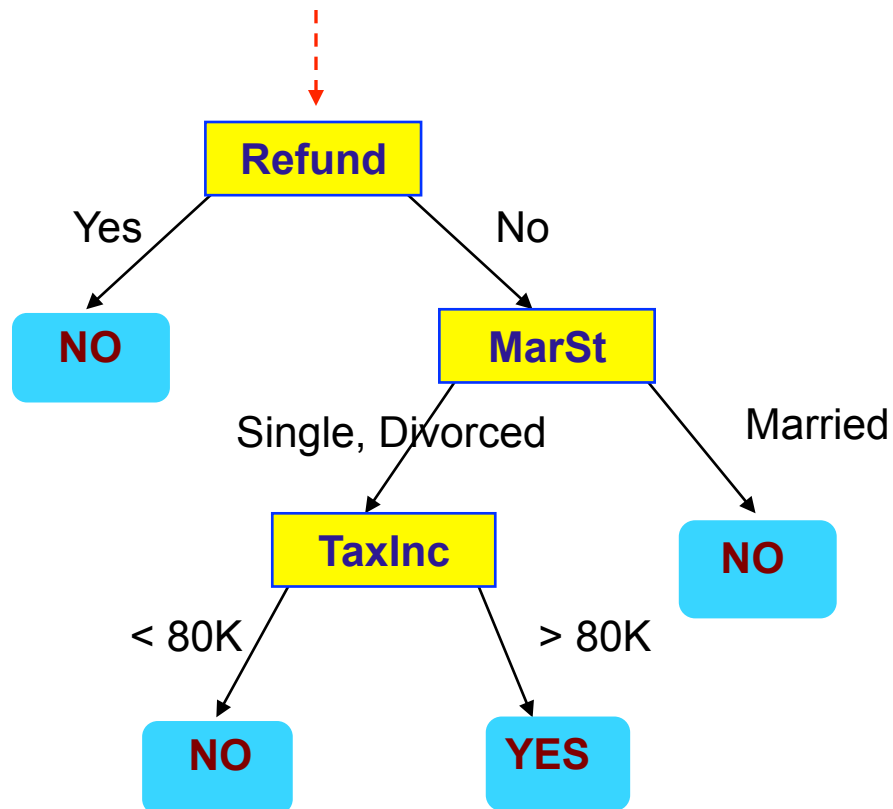 Refund
Yes
No
NO
MarSt
Single, Divorced
Married
TaxInc
NO
< 80K
> 80K
NO
YES